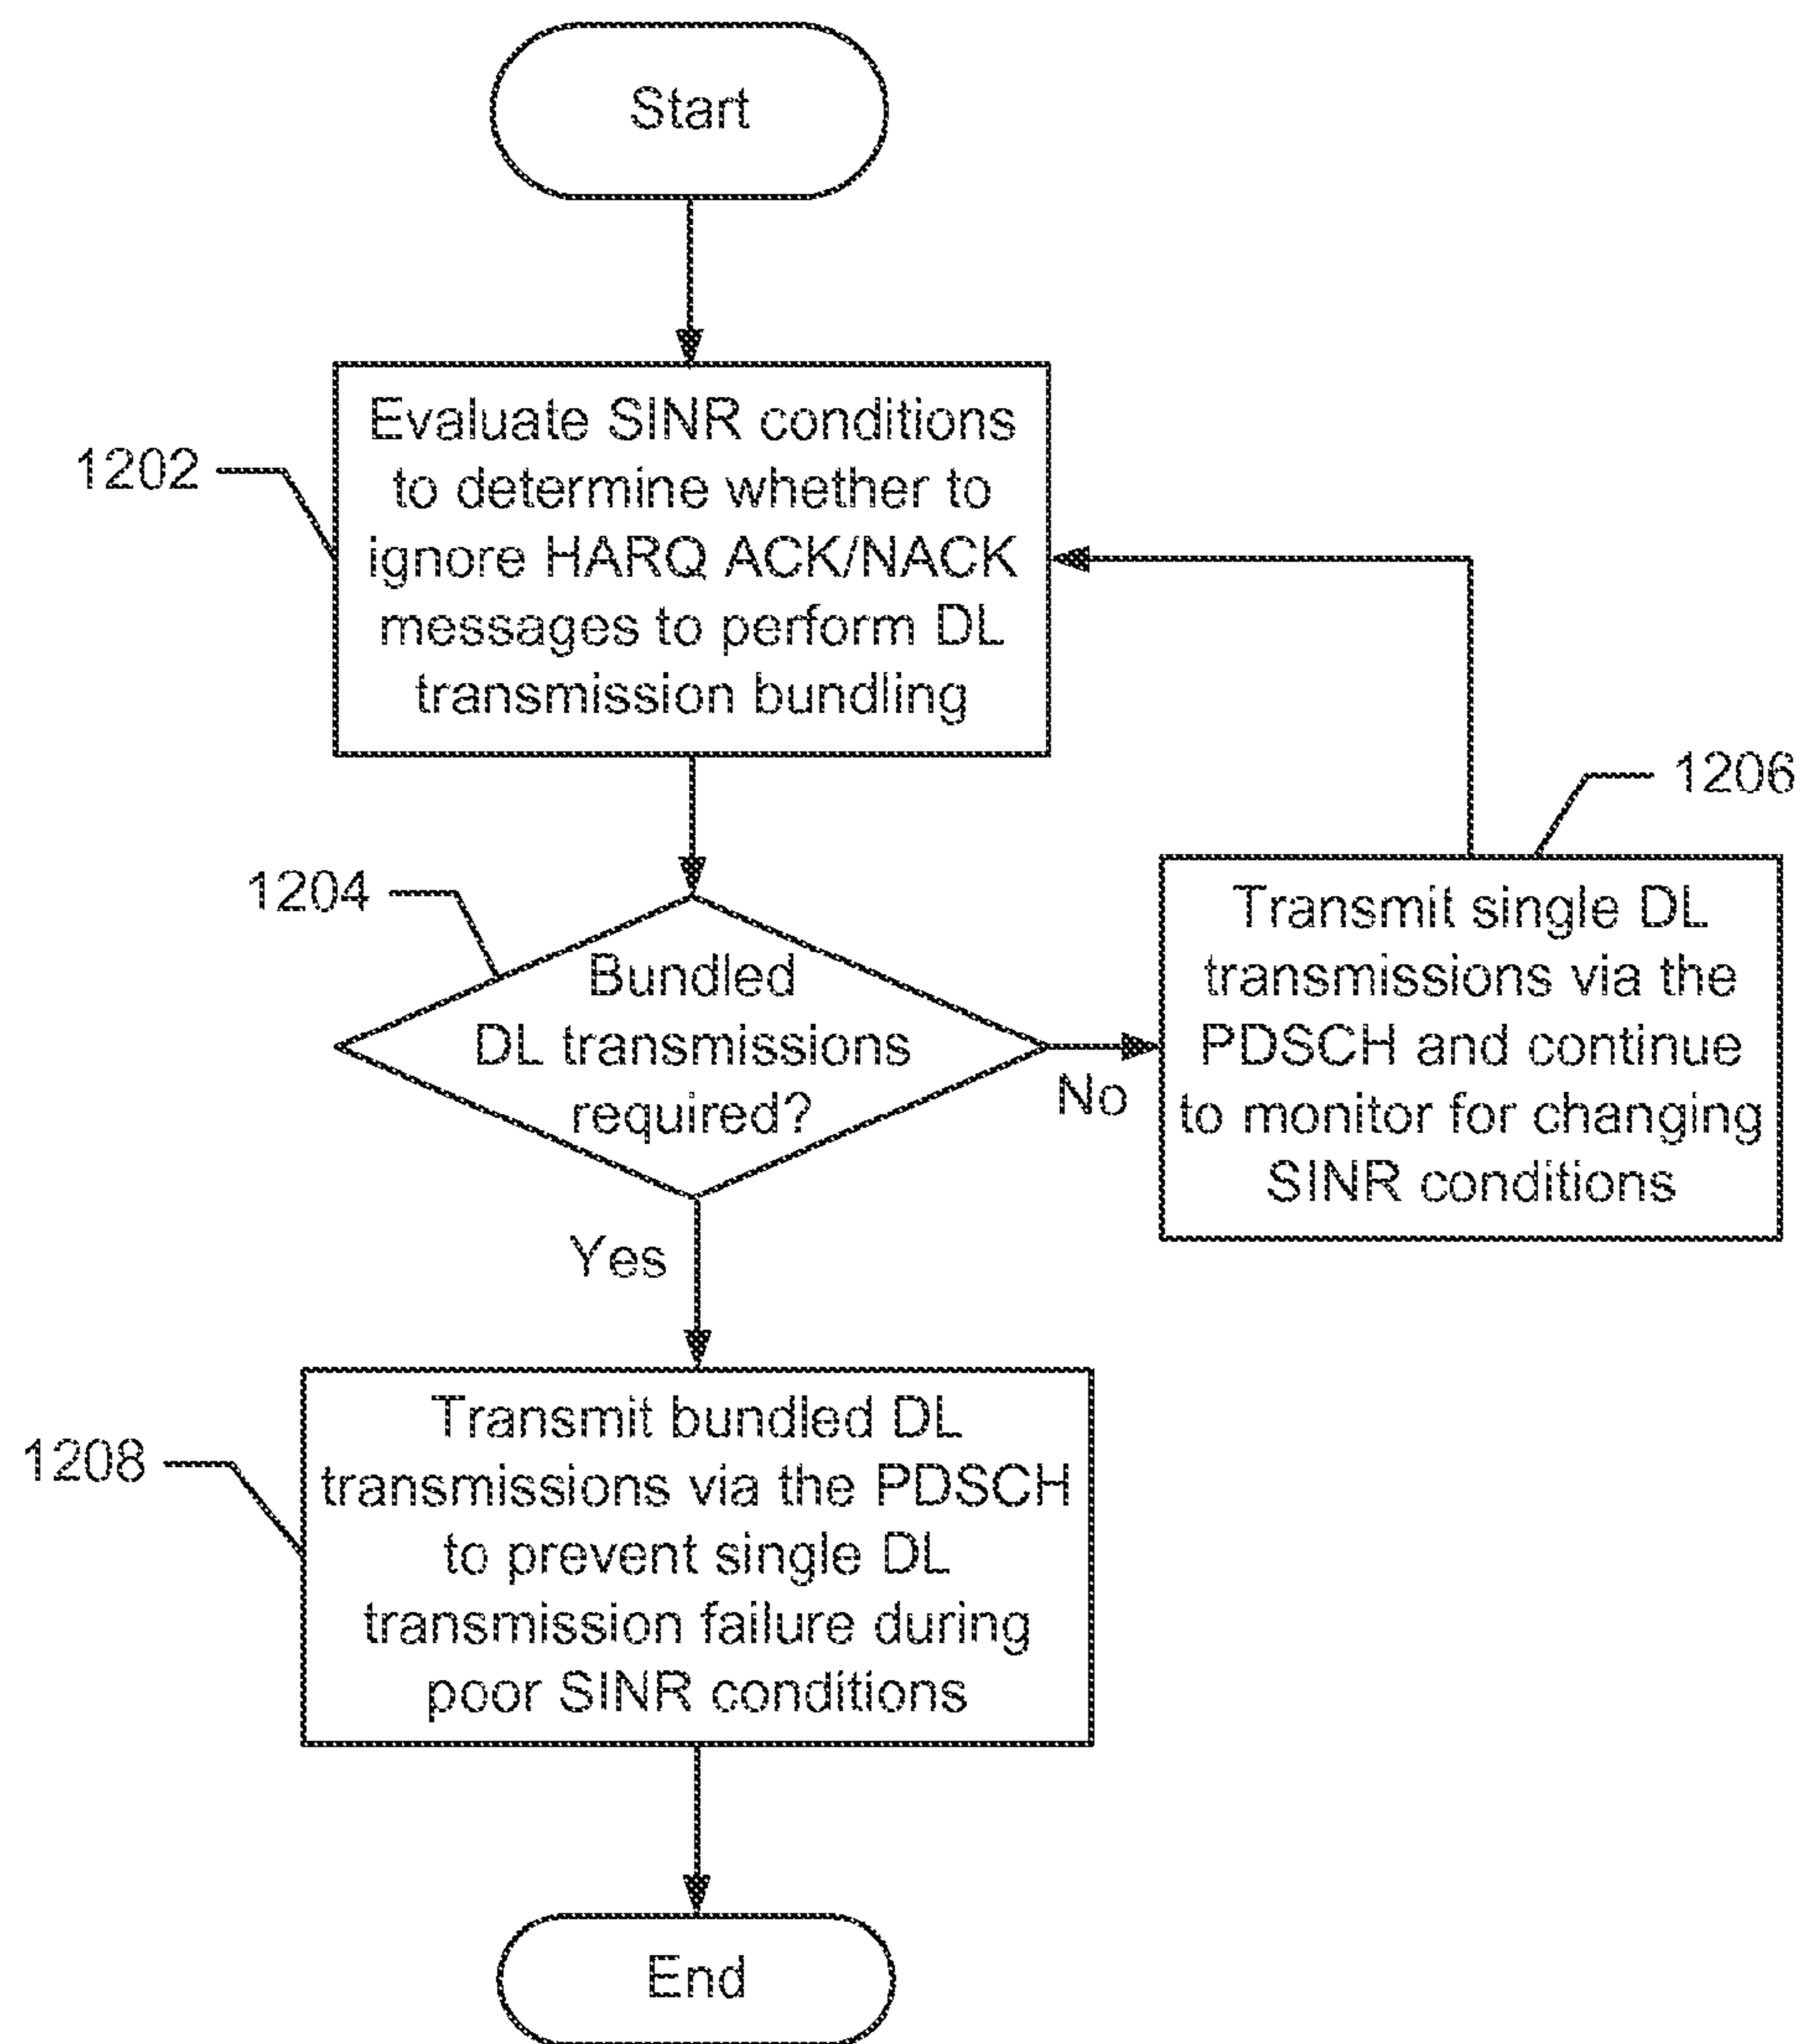 Start
1202
Evaluate SINR conditions
to determine whether to
ignore HARQ ACK/NACK
messages to perform DL
transmission bundling
1204
Bundled
DL transmissions
required?
No
1206
Transmit single DL
transmissions via the
PDSCH and continue
to monitor for changing
SINR conditions
Yes
1208
Transmit bundled DL
transmissions via the PDSCH
to prevent single DL
transmission failure during
poor SINR conditions
End